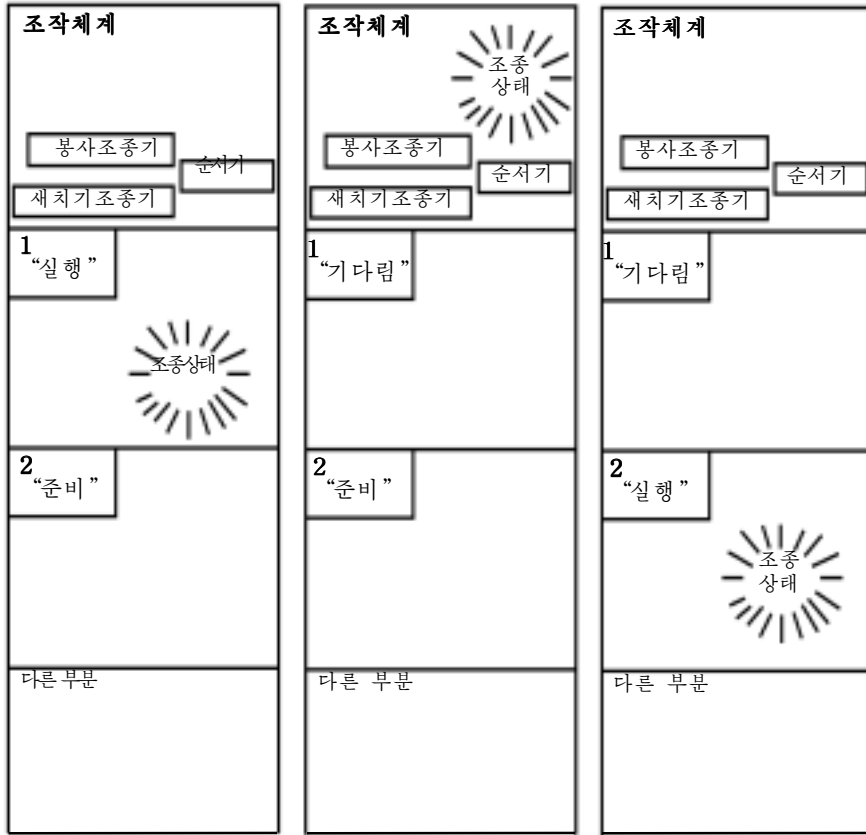 조작체계
봉사조종기
순서기
새치기조종기
1
“실행”
조종상태
2
“준비”
다른 부분
조작체계
조종
상태
봉사조종기
순서기
새치기조종기
1
“기다림”
2
“준비”
다른 부분
조작체계
봉사조종기
순서기
새치기조종기
1
“기다림”
2
“실행”
조종
상태
다른 부분